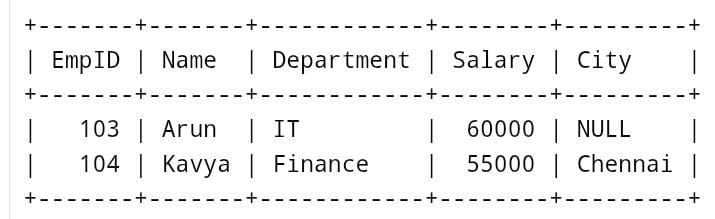 +-------+-------+------------+--------+---------+
| EmpID | Name  | Department | Salary | City    |
+-------+-------+------------+--------+---------+
|   103 | Arun  | IT         |  60000 | NULL    |
|   104 | Kavya | Finance    |  55000 | Chennai |
+-------+-------+------------+--------+---------+